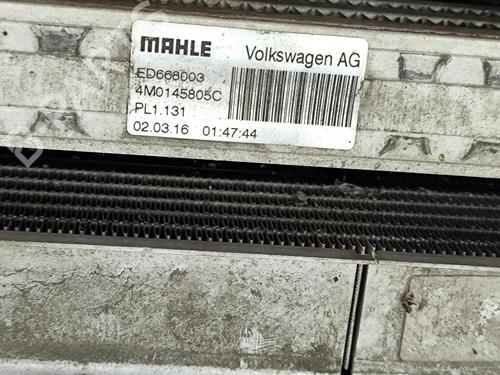 MAHLE Volkswagen AG
ED668003
4M0145805C
PL1.131
02.03.16 01:47:44